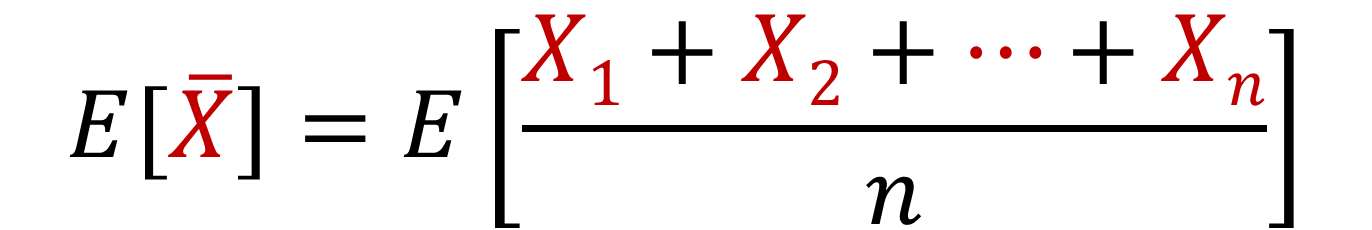 E[X̄] = E[(X₁ + X₂ + ⋯ + Xₙ)/n]